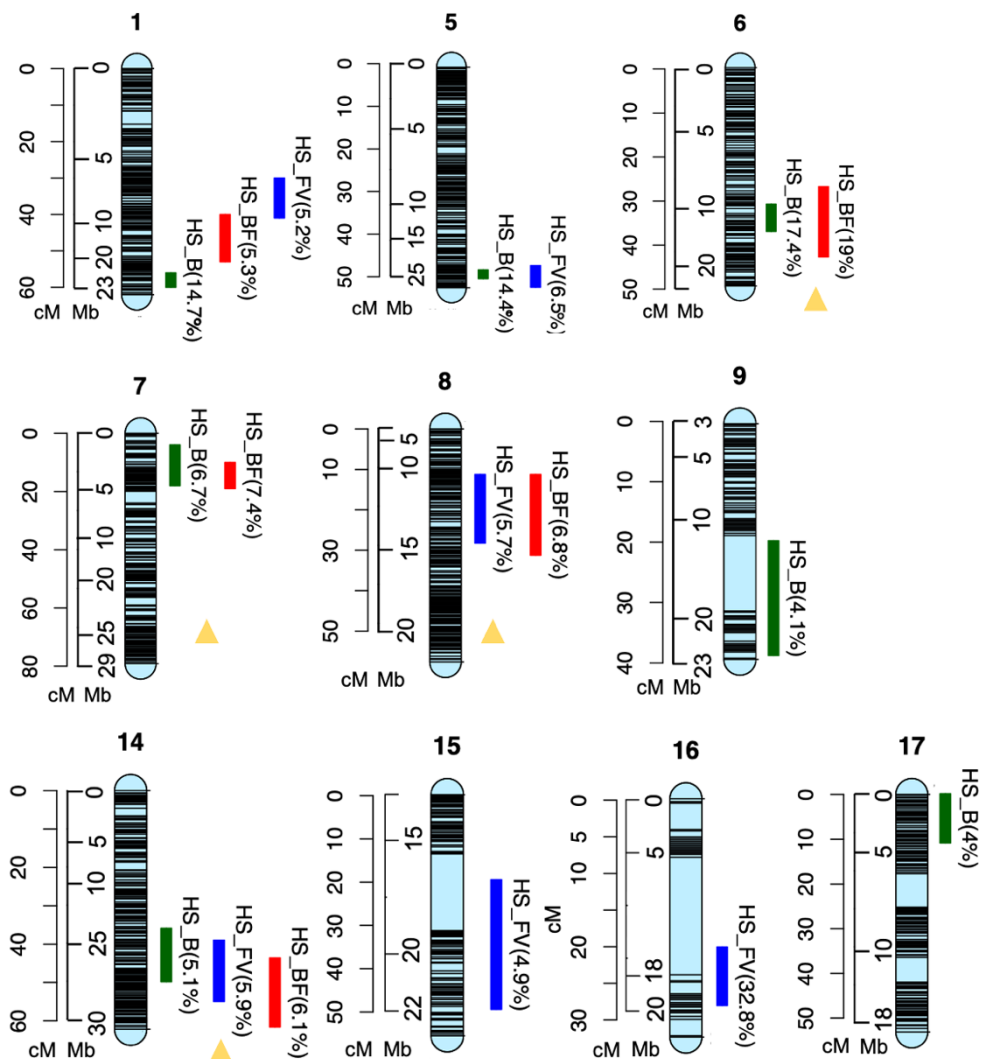 1
0
20
40
60
cM
0
5
10
20
23
Mb
HS_B(14.7%)
HS_BF(5.3%)
HS_FV(5.2%)
5
0
10
20
30
40
50
cM
0
5
10
15
25
Mb
HS_B(14.4%)
HS_FV(6.5%)
6
0
10
20
30
40
50
cM
0
5
10
20
Mb
HS_B(17.4%)
HS_BF(19%)
7
0
20
40
60
80
cM
0
5
10
20
25
29
Mb
HS_B(6.7%)
HS_BF(7.4%)
8
10
30
50
cM
5
10
15
20
Mb
HS_FV(5.7%)
HS_BF(6.8%)
9
0
10
20
30
40
cM
3
5
10
20
23
Mb
HS_B(4.1%)
14
0
20
40
60
cM
0
10
25
30
Mb
HS_B(5.1%)
HS_FV(5.9%)
HS_BF(6.1%)
15
0
10
20
30
40
50
cM
15
20
22
Mb
HS_FV(4.9%)
16
cM
0
5
10
20
30
cM
0
5
18
20
Mb
HS_FV(32.8%)
17
0
10
20
30
40
50
cM
0
5
10
18
Mb
HS_B(4%)